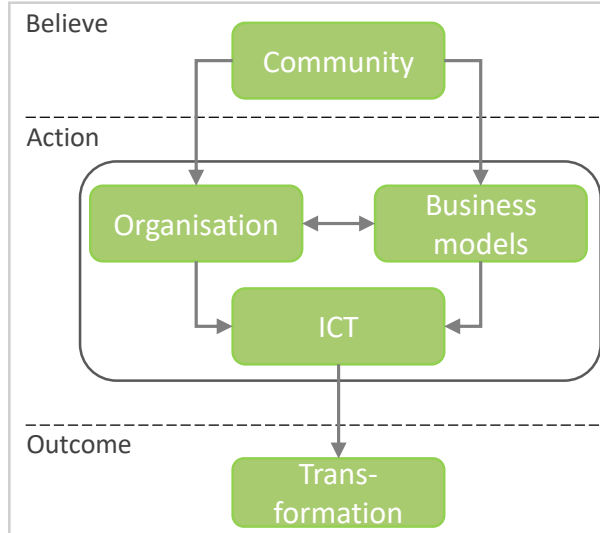 Believe
Community
Action
Organisation
Business
models
ICT
Outcome
Trans-
formation